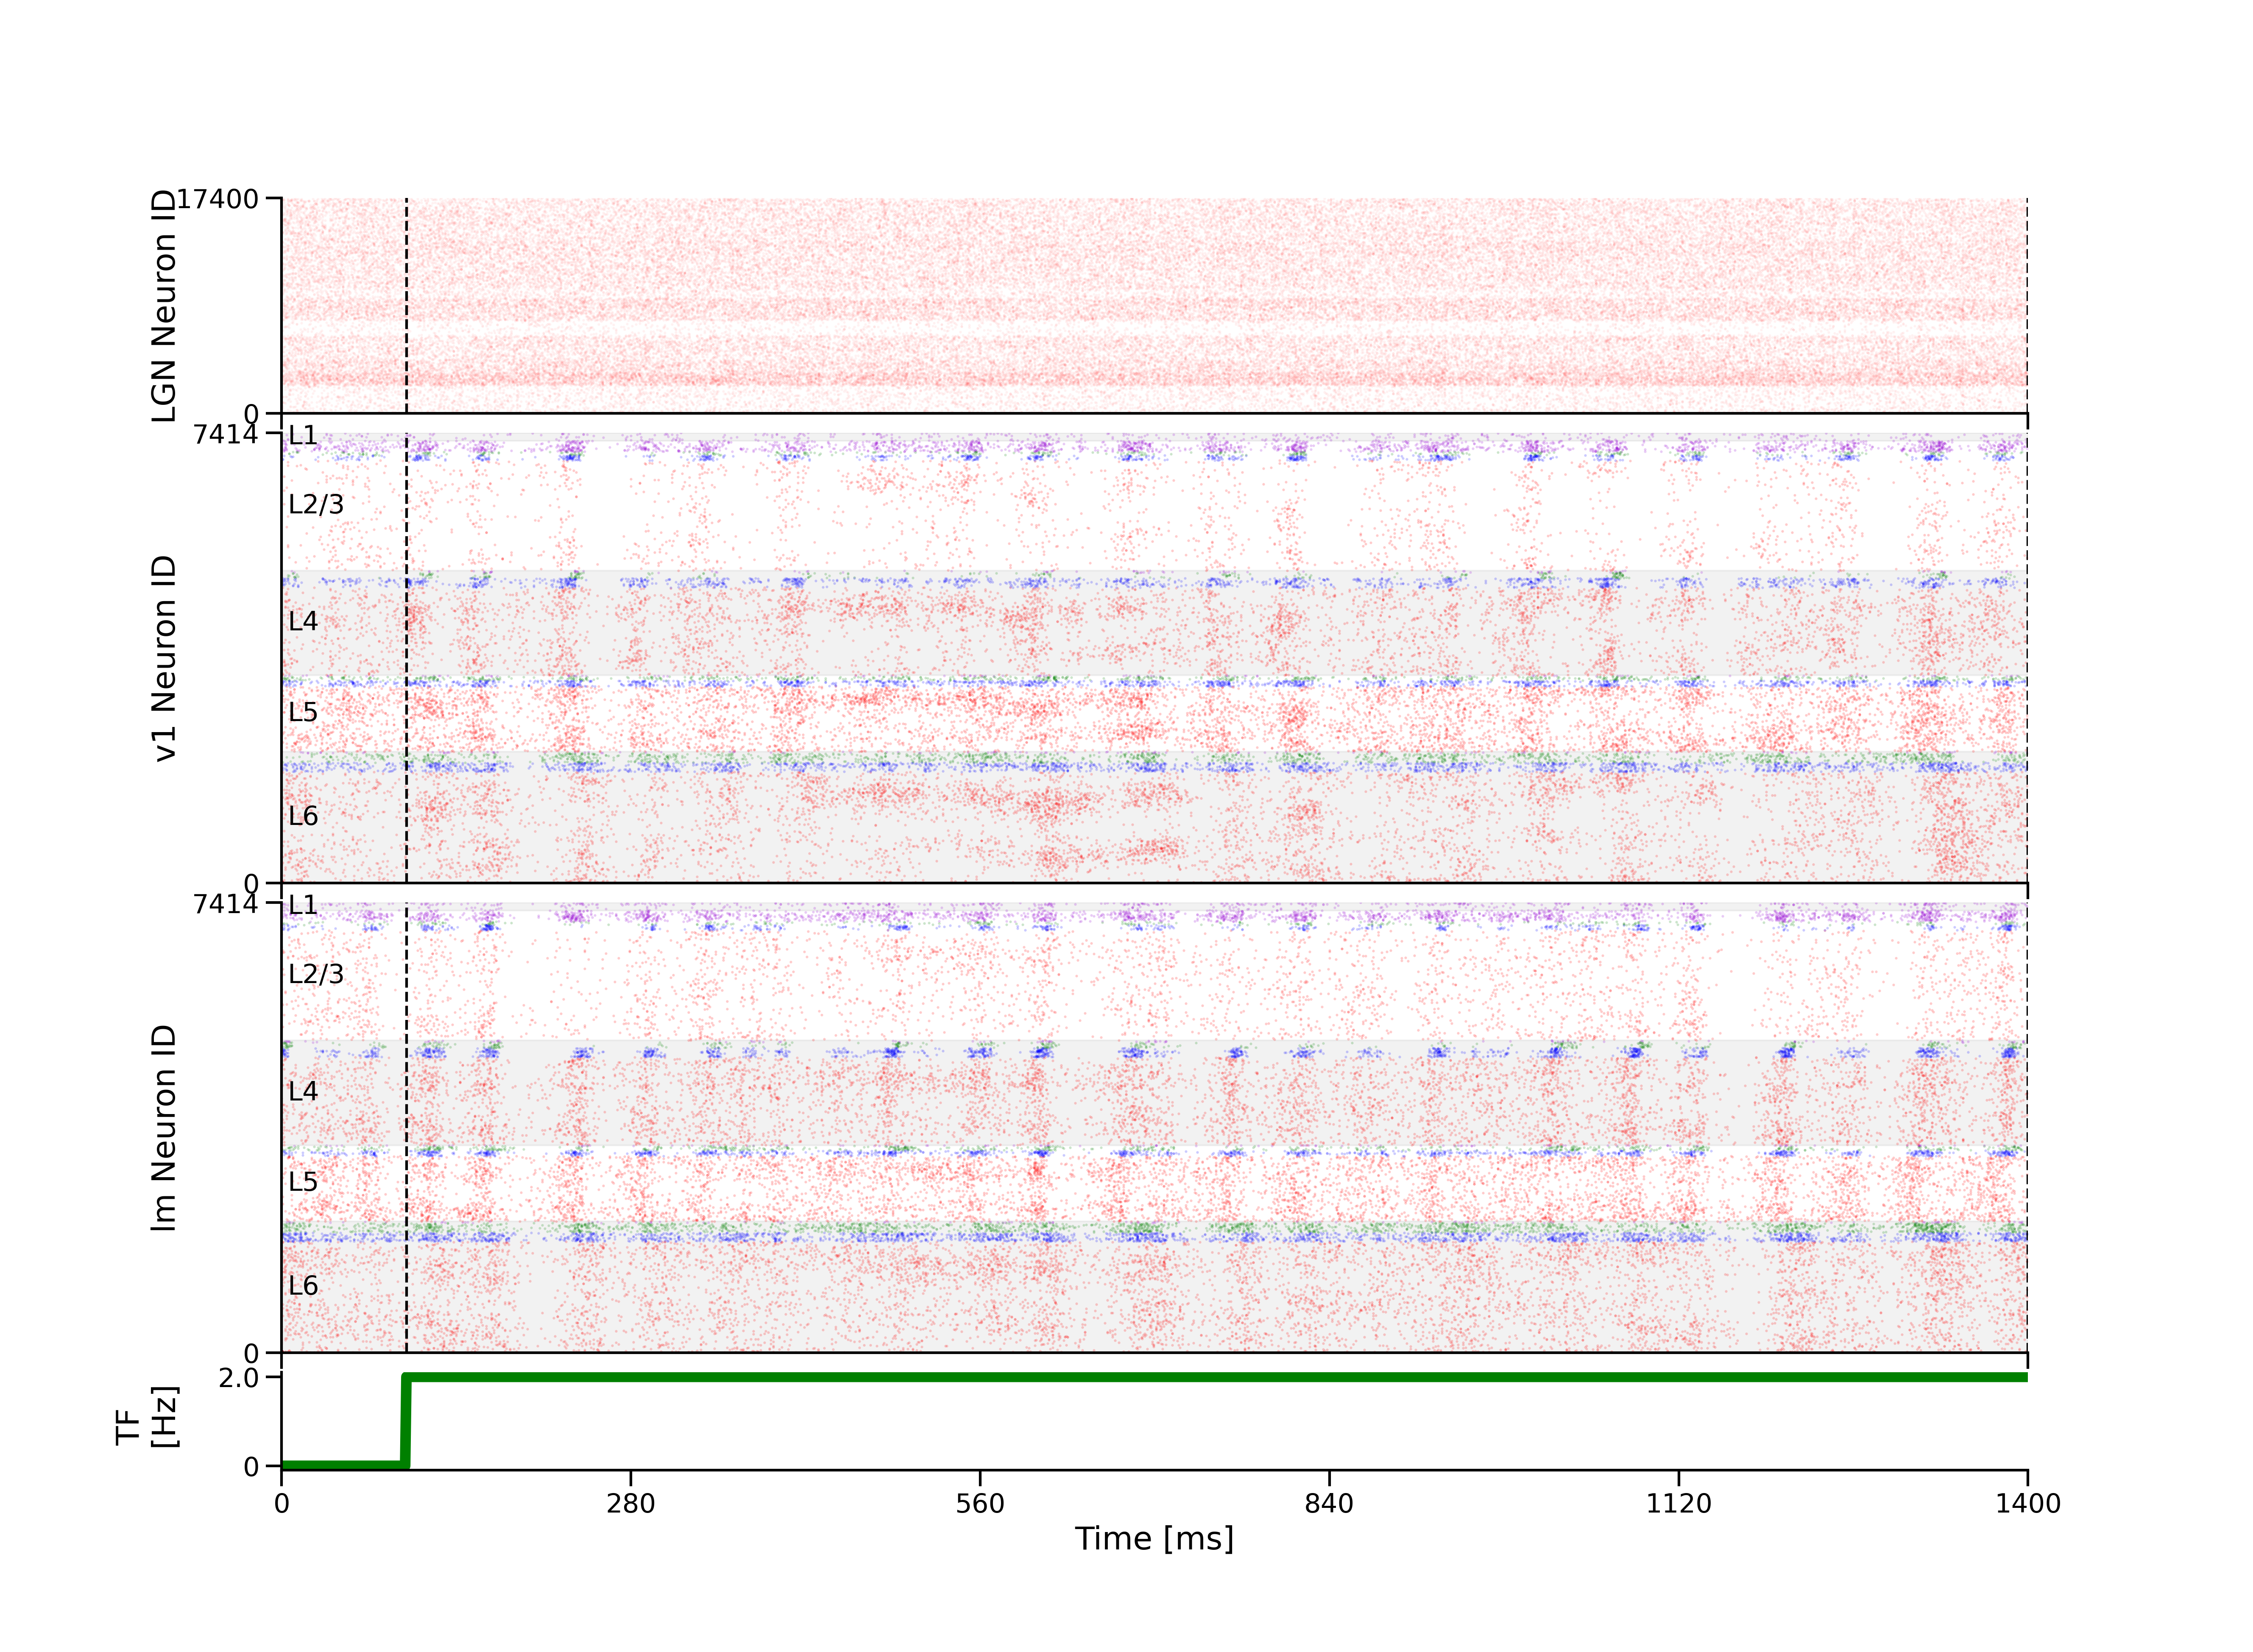 LGN Neuron ID
17400
0
v1 Neuron ID
7414
L1
L2/3
L4
L5
L6
0
lm Neuron ID
7414
L1
L2/3
L4
L5
L6
0
TF
[Hz]
2.0
0
0 280 560 840 1120 1400
Time [ms]